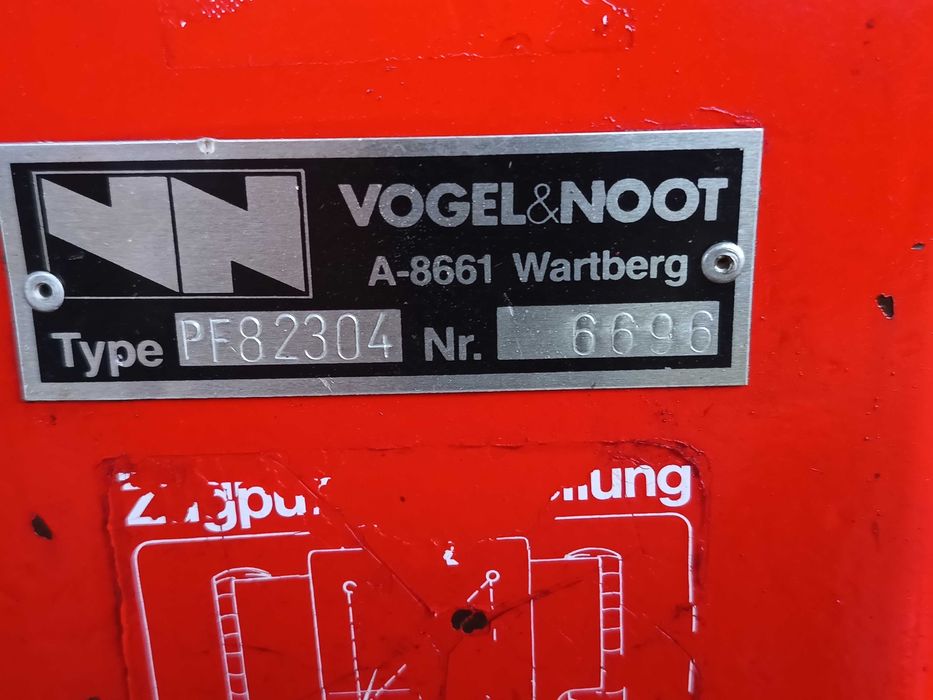 VOGEL&NOOT
A-8661 Wartberg
Type PF82304 Nr. 6696